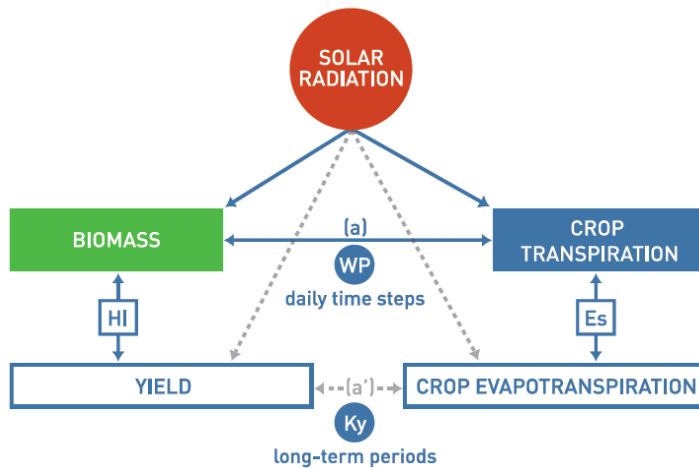 SOLAR
RADIATION
BIOMASS
(a)
WP
daily time steps
CROP
TRANSPIRATION
HI
Es
YIELD
(a')
CROP EVAPOTRANSPIRATION
Ky
long-term periods